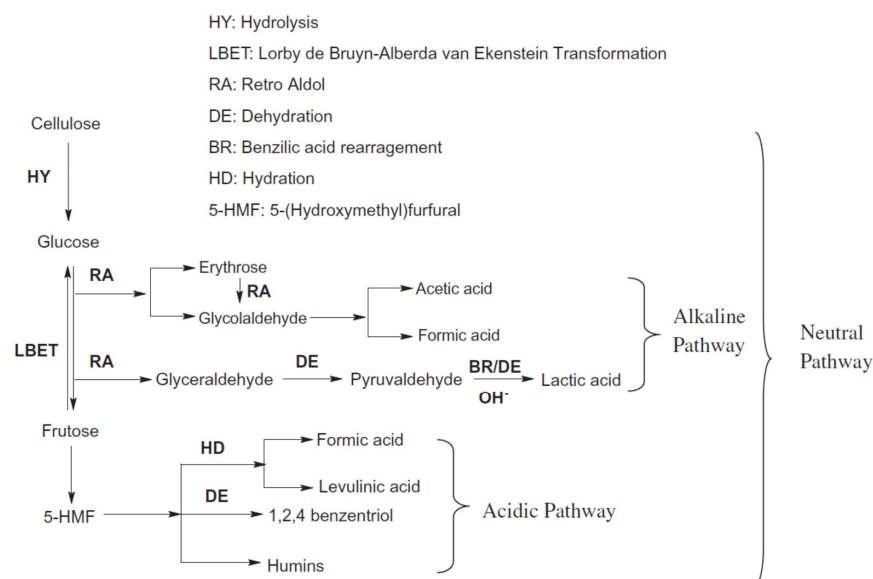 HY: Hydrolysis
LBET: Lorby de Bruyn-Alberda van Ekenstein Transformation
RA: Retro Aldol
DE: Dehydration
BR: Benzilic acid rearragement
HD: Hydration
5-HMF: 5-(Hydroxymethyl)furfural
Cellulose
HY
Glucose
RA
Erythrose
RA
Glycolaldehyde
Acetic acid
Formic acid
LBET
RA
Glyceraldehyde
DE
Pyruvaldehyde
BR/DE
OH-
Lactic acid
Alkaline
Pathway
Neutral
Pathway
Frutose
5-HMF
HD
Formic acid
Levulinic acid
DE
1,2,4 benzentriol
Humins
Acidic Pathway